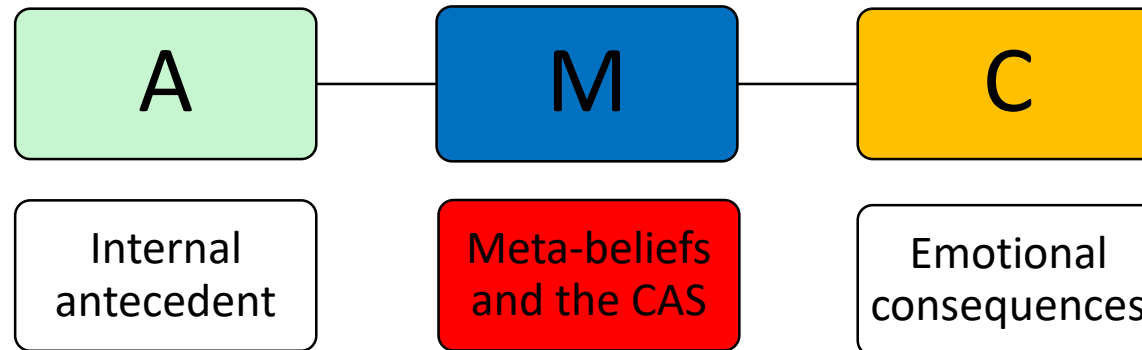 A
M
C
Internal
antecedent
Meta-beliefs
and the CAS
Emotional
consequences